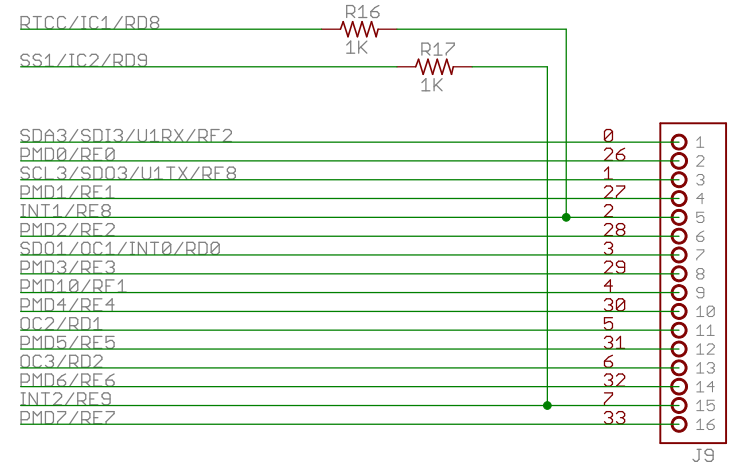 R16
RTCC/IC1/RD8
1K
R17
SS1/IC2/RD9
1K
SDA3/SDI3/U1RX/RF2 0 1
PMD0/RE0 26 2
SCL3/SDO3/U1TX/RF8 1 3
PMD1/RE1 27 4
INT1/RE8 2 5
PMD2/RE2 28 6
SDO1/OC1/INT0/RD0 3 7
PMD3/RE3 29 8
PMD10/RF1 4 9
PMD4/RE4 30 10
OC2/RD1 5 11
PMD5/RE5 31 12
OC3/RD2 6 13
PMD6/RE6 32 14
INT2/RE9 7 15
PMD7/RE7 33 16
J9